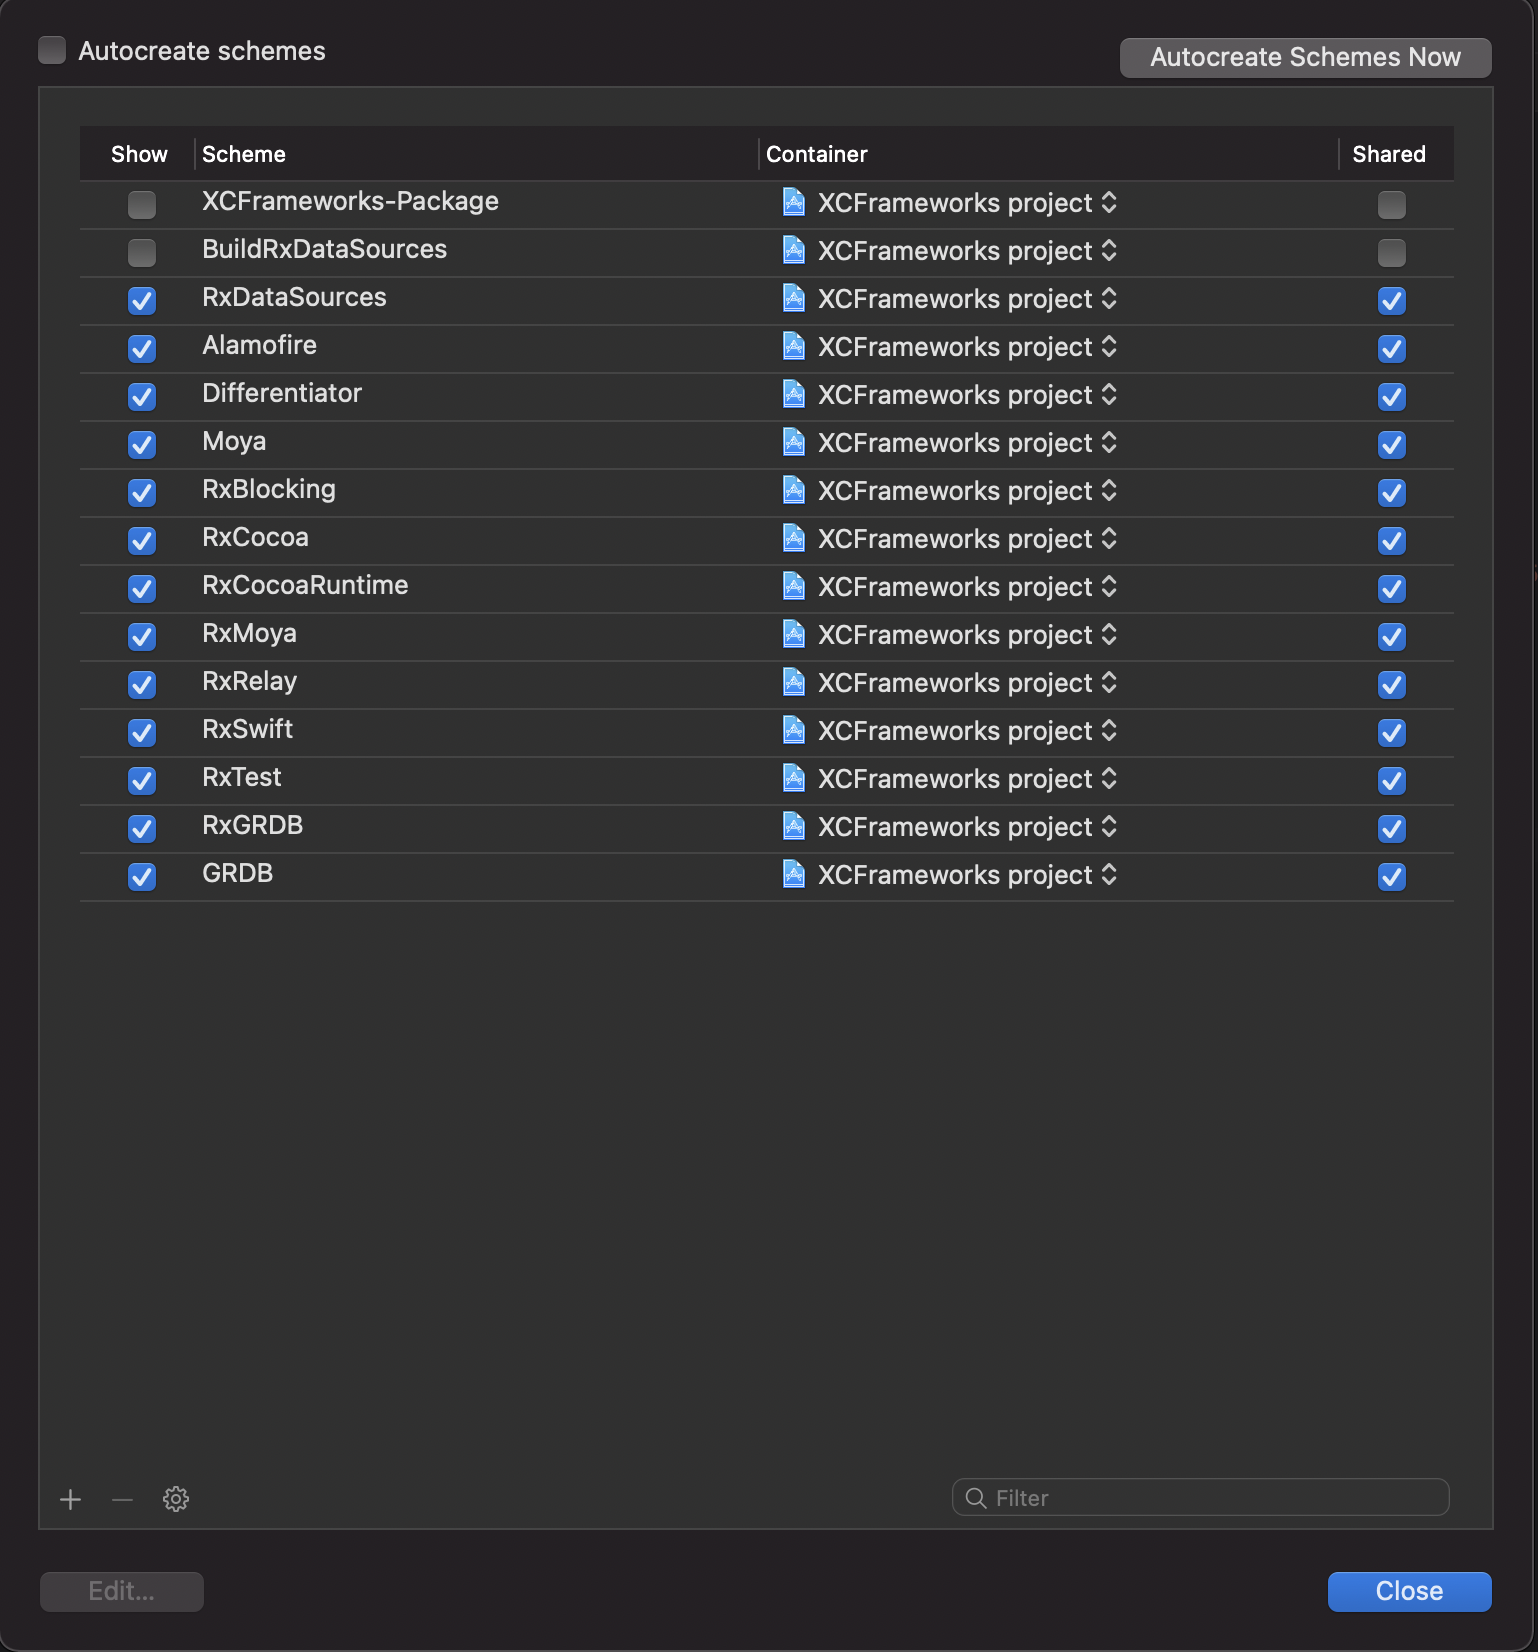 Autocreate schemes
Autocreate Schemes Now
Show Scheme Container Shared
XCFrameworks-Package XCFrameworks project
BuildRxDataSources XCFrameworks project
RxDataSources XCFrameworks project
Alamofire XCFrameworks project
Differentiator XCFrameworks project
Moya XCFrameworks project
RxBlocking XCFrameworks project
RxCocoa XCFrameworks project
RxCocoaRuntime XCFrameworks project
RxMoya XCFrameworks project
RxRelay XCFrameworks project
RxSwift XCFrameworks project
RxTest XCFrameworks project
RxGRDB XCFrameworks project
GRDB XCFrameworks project
Filter
Edit...
Close